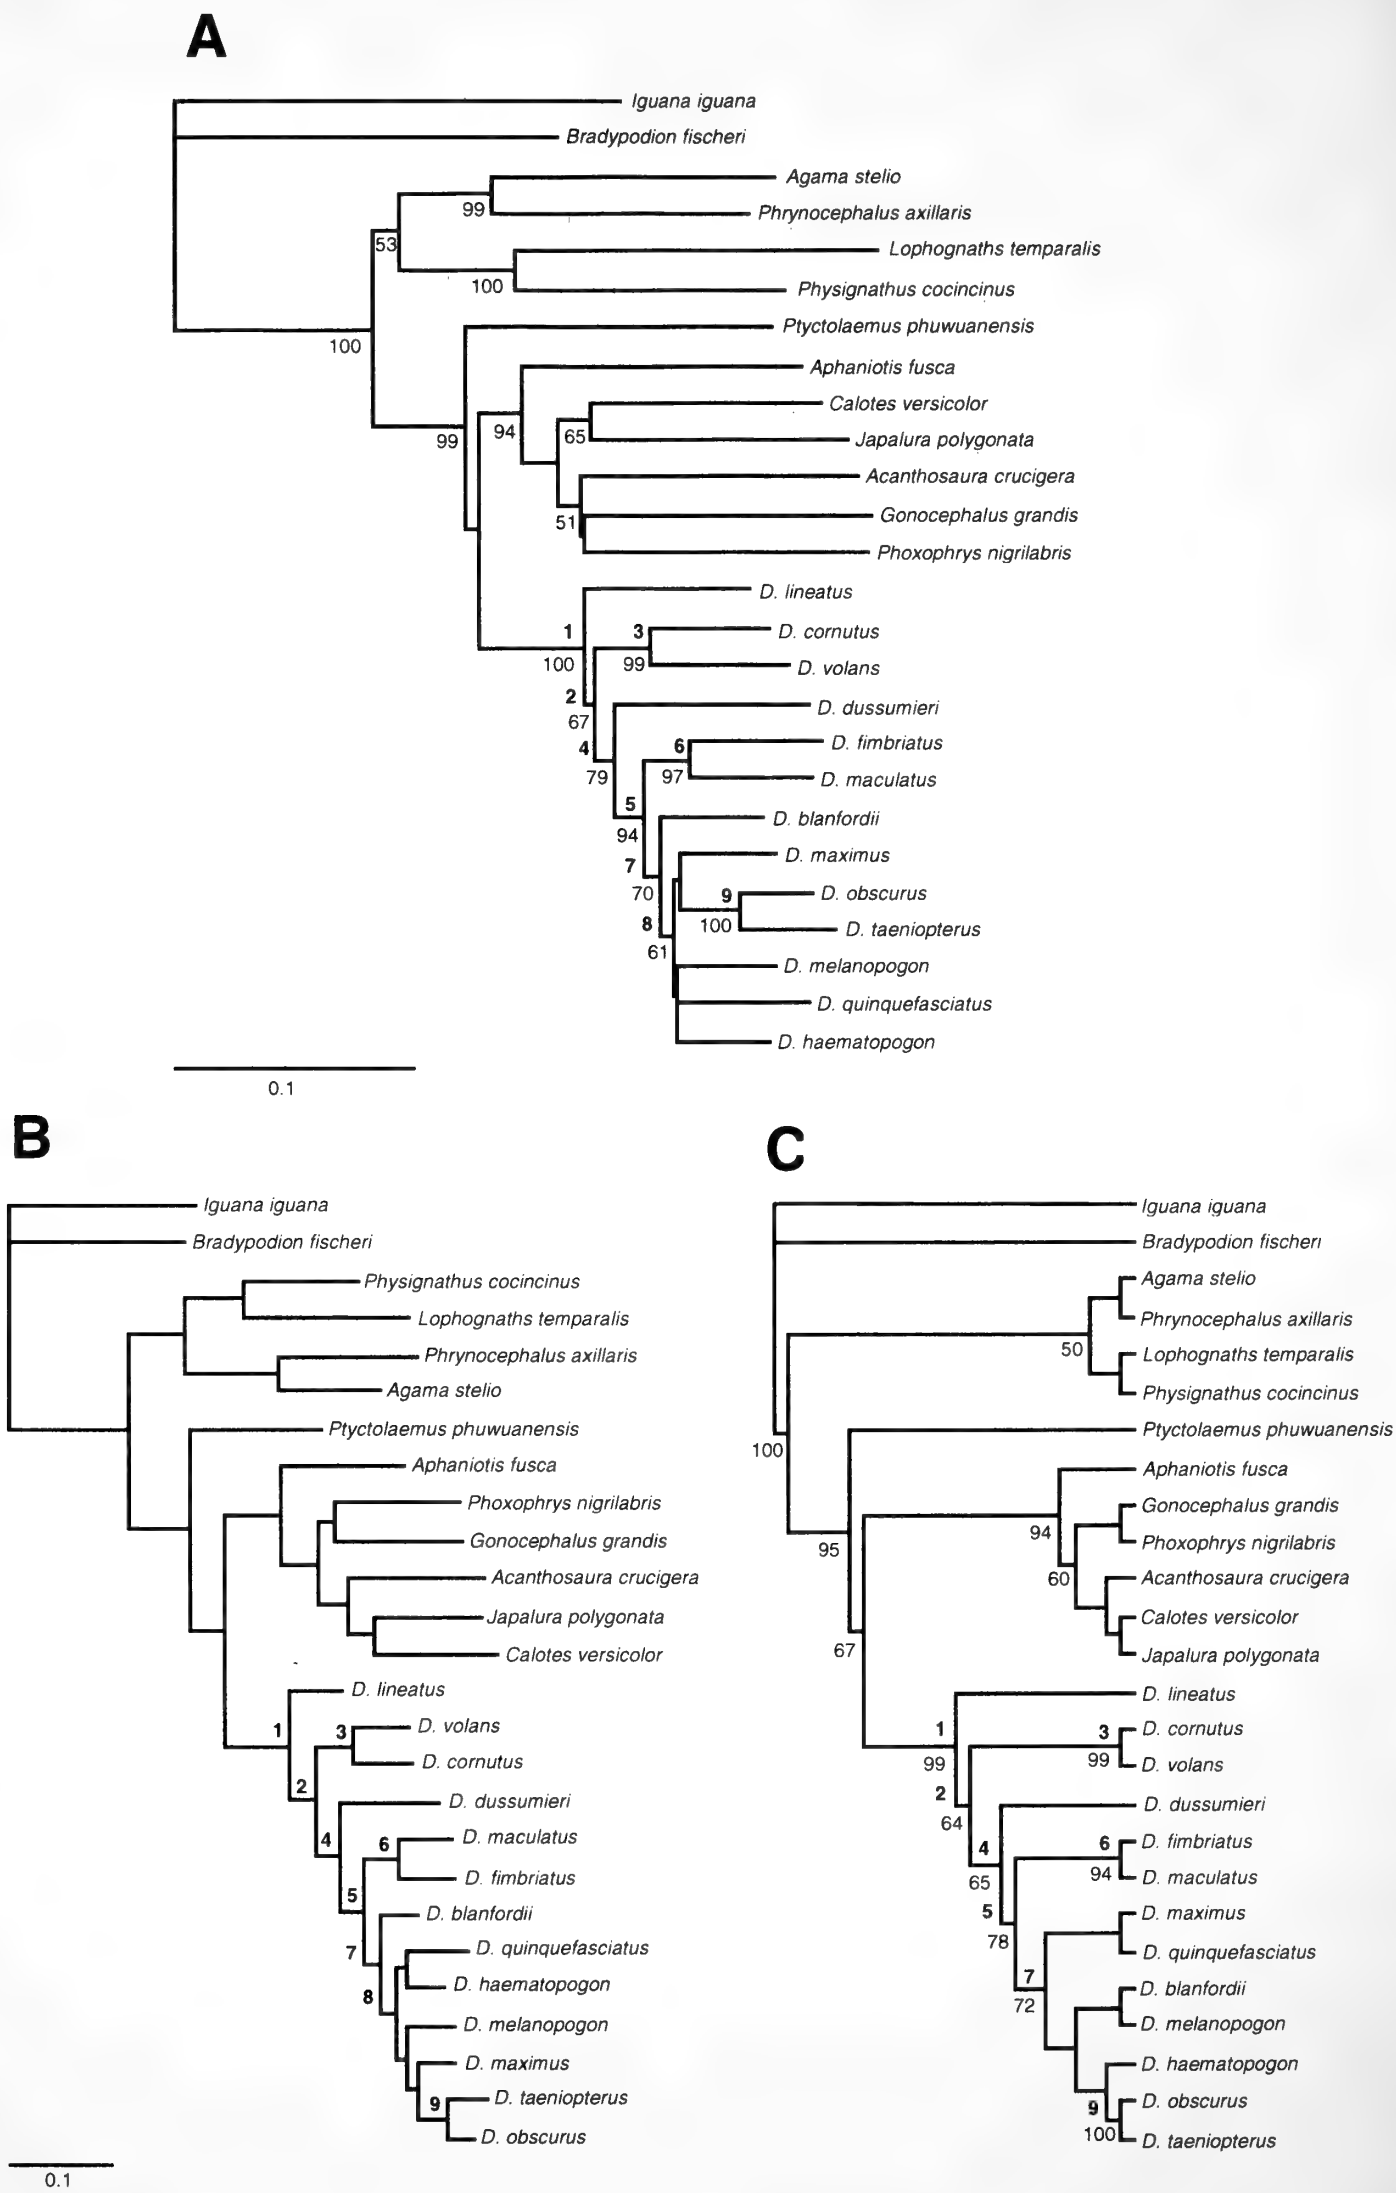 A
Iguana iguana
Bradypodion fischeri
Agama stelio
99
Phrynocephalus axillaris
53
Lophognaths temparalis
100
Physignathus cocincinus
Ptyctolaemus phuwuanensis
100
Aphaniotis fusca
Calotes versicolor
99
94
65
Japalura polygonata
Acanthosaura crucigera
Gonocephalus grandis
51
Phoxophrys nigrilabris
D. lineatus
1
3
D. cornutus
100
99
D. volans
2
67
D. dussumieri
4
6
D. fimbriatus
79
97
D. maculatus
5
D. blanfordii
94
7
D. maximus
70
9
D. obscurus
8
100
D. taeniopterus
61
D. melanopogon
D. quinquefasciatus
D. haematopogon
0.1
B
Iguana iguana
Bradypodion fischeri
Physignathus cocincinus
Lophognaths temparalis
Phrynocephalus axillaris
Agama stelio
Ptyctolaemus phuwuanensis
Aphaniotis fusca
Phoxophrys nigrilabris
Gonocephalus grandis
Acanthosaura crucigera
Japalura polygonata
Calotes versicolor
D. lineatus
1
3
D. volans
D. cornutus
2
D. dussumieri
4
6
D. maculatus
D. fimbriatus
5
D. blanfordii
7
D. quinquefasciatus
D. haematopogon
8
D. melanopogon
D. maximus
9
D. taeniopterus
D. obscurus
0.1
C
Iguana iguana
Bradypodion fischeri
Agama stelio
Phrynocephalus axillaris
50
Lophognaths temparalis
Physignathus cocincinus
Ptyctolaemus phuwuanensis
100
Aphaniotis fusca
Gonocephalus grandis
94
95
Phoxophrys nigrilabris
60
Acanthosaura crucigera
Calotes versicolor
67
Japalura polygonata
D. lineatus
1
3
D. cornutus
99
99
D. volans
2
D. dussumieri
64
4
6
D. fimbriatus
65
94
D. maculatus
5
D. maximus
78
D. quinquefasciatus
7
D. blanfordii
72
D. melanopogon
D. haematopogon
9
D. obscurus
100
D. taeniopterus